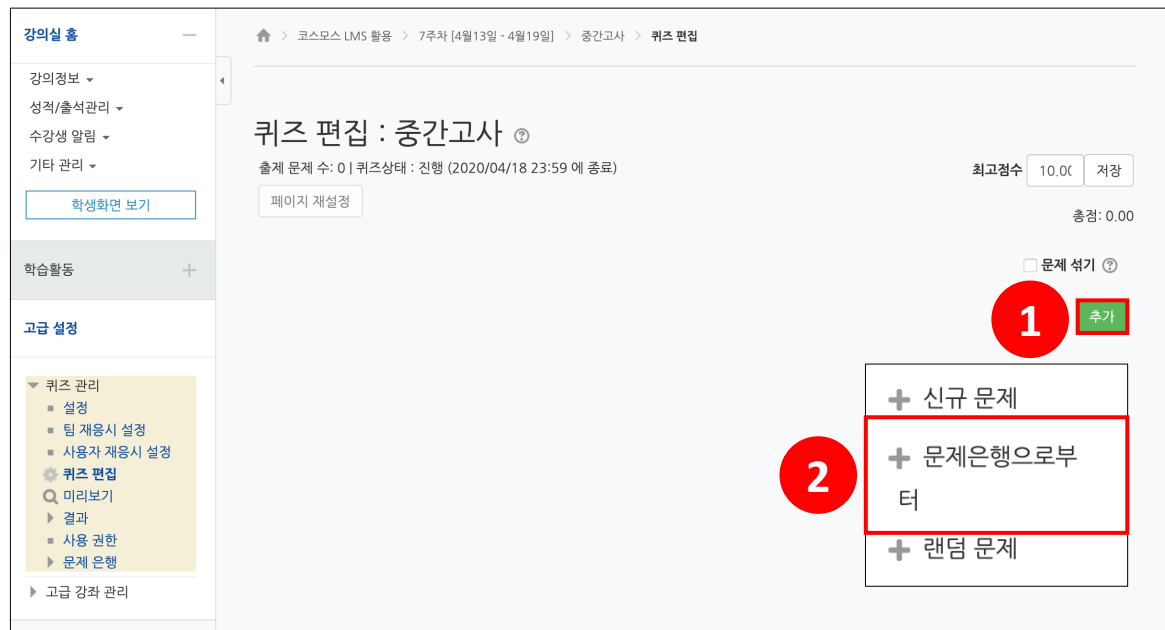 강의실 홈
코스모스 LMS 활용 > 7주차 [4월13일 - 4월19일] > 중간고사 > 퀴즈 편집
강의정보
성적/출석관리
수강생 알림
기타 관리
학생화면 보기
학습활동
고급 설정
퀴즈 관리
설정
팀 재응시 설정
사용자 재응시 설정
퀴즈 편집
미리보기
결과
사용 권한
문제 은행
고급 강좌 관리
퀴즈 편집 : 중간고사
출제 문제 수: 0 | 퀴즈상태 : 진행 (2020/04/18 23:59 에 종료)
최고점수 10.00 저장
페이지 재설정
총점: 0.00
문제 섞기
1
추가
신규 문제
2
문제은행으로부
터
랜덤 문제